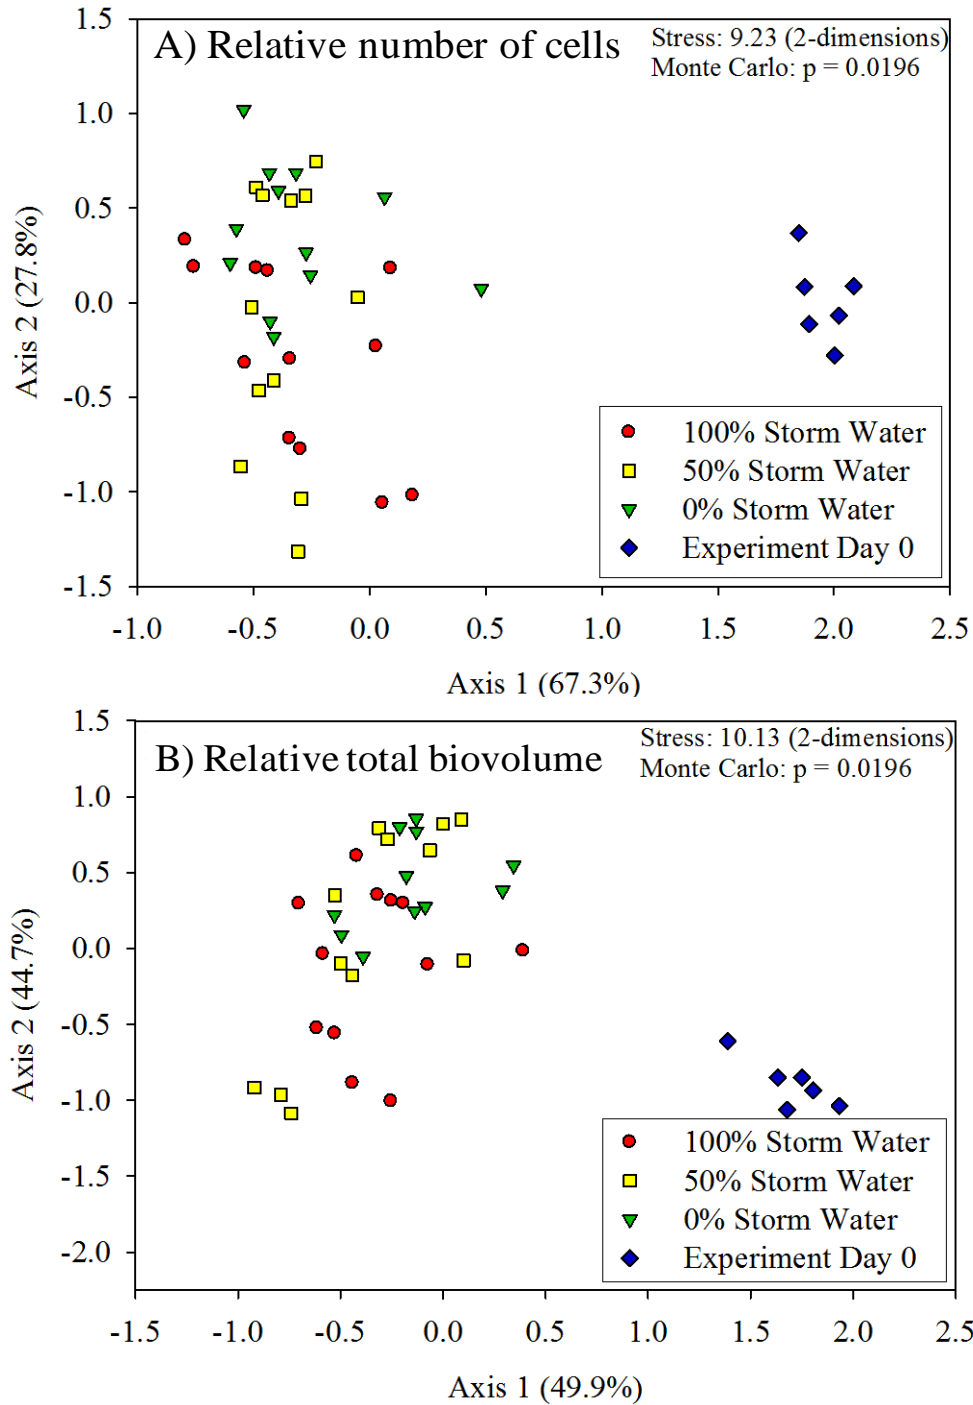 A) Relative number of cells
Stress: 9.23 (2-dimensions)
Monte Carlo: p = 0.0196
1.5
1.0
0.5
0.0
-0.5
-1.0
-1.5
Axis 2 (27.8%)
100% Storm Water
50% Storm Water
0% Storm Water
Experiment Day 0
-1.0 -0.5 0.0 0.5 1.0 1.5 2.0 2.5
Axis 1 (67.3%)
B) Relative total biovolume
Stress: 10.13 (2-dimensions)
Monte Carlo: p = 0.0196
1.5
1.0
0.5
0.0
-0.5
-1.0
-1.5
-2.0
Axis 2 (44.7%)
100% Storm Water
50% Storm Water
0% Storm Water
Experiment Day 0
-1.5 -1.0 -0.5 0.0 0.5 1.0 1.5 2.0 2.5
Axis 1 (49.9%)